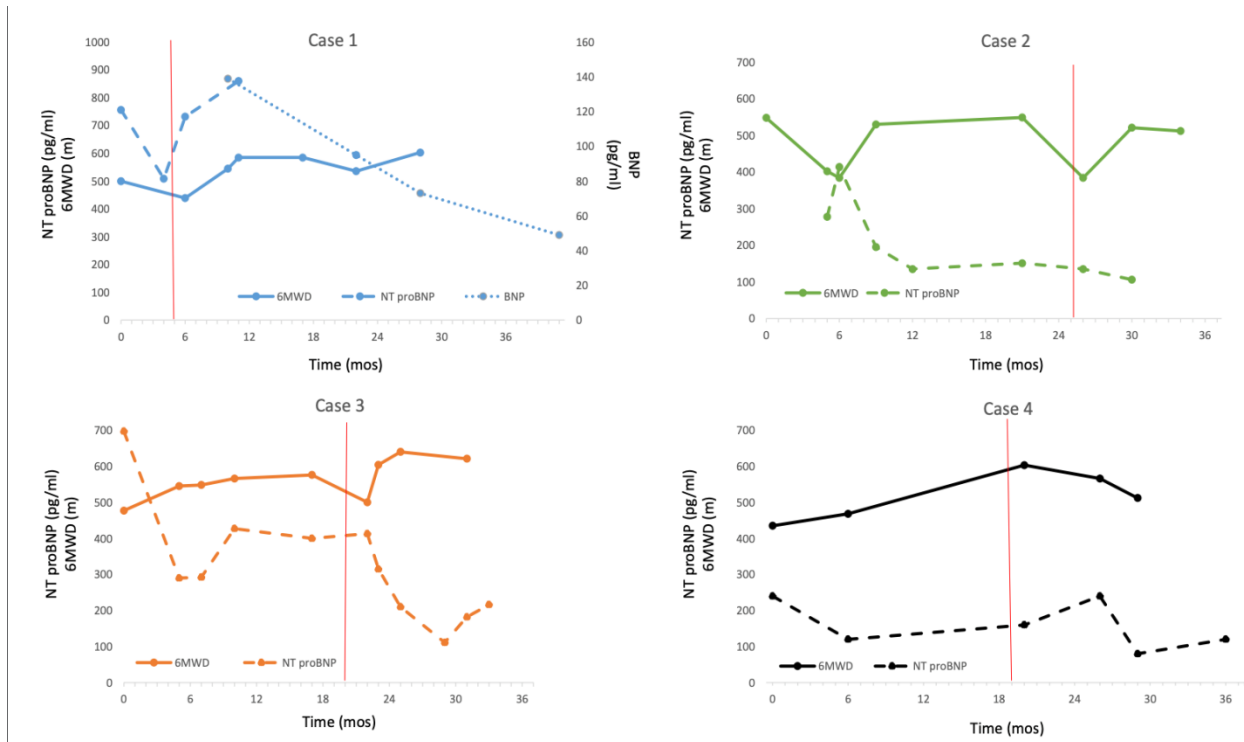 Case 1
NT proBNP (pg/ml)
6MWD (m)
1000
900
800
700
600
500
400
300
200
100
0
160
140
120
100
80
60
40
20
0
BNP
(pg/ml)
6MWD NT proBNP BNP
0 6 12 18 24 30 36
Time (mos)
Case 2
NT proBNP (pg/ml)
6MWD (m)
700
600
500
400
300
200
100
0
6MWD NT proBNP
0 6 12 18 24 30 36
Time (mos)
Case 3
NT proBNP (pg/ml)
6MWD (m)
700
600
500
400
300
200
100
0
6MWD NT proBNP
0 6 12 18 24 30 36
Time (mos)
Case 4
NT proBNP (pg/ml)
6MWD (m)
700
600
500
400
300
200
100
0
6MWD NT proBNP
0 6 12 18 24 30 36
Time (mos)